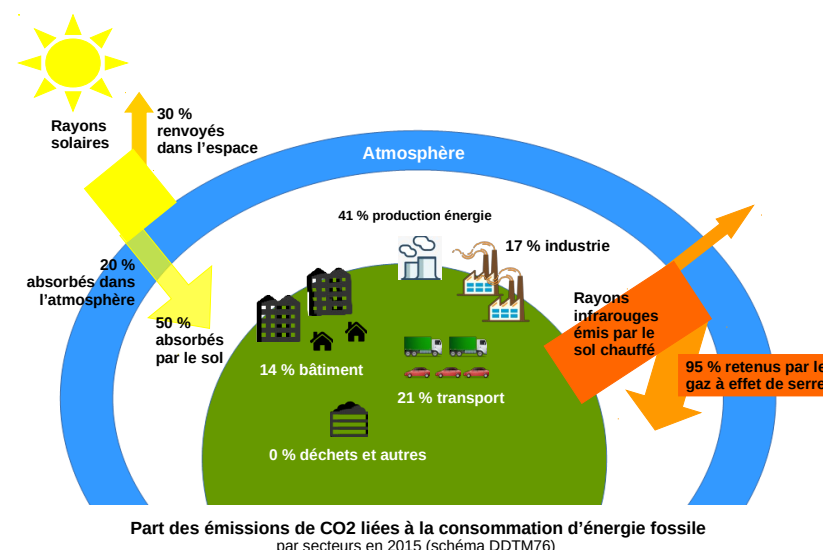 30 %
renvoyés
dans l'espace
Rayons
solaires
Atmosphère
41 % production énergie
17 % industrie
20 %
absorbés dans
l'atmosphère
50 %
absorbés
par le sol
Rayons
infrarouges
émis par le
sol chauffé
95 % retenus par le
gaz à effet de serre
14 % bâtiment
21 % transport
0 % déchets et autres
Part des émissions de CO2 liées à la consommation d'énergie fossile
par secteurs en 2015 (schéma DDTM76)